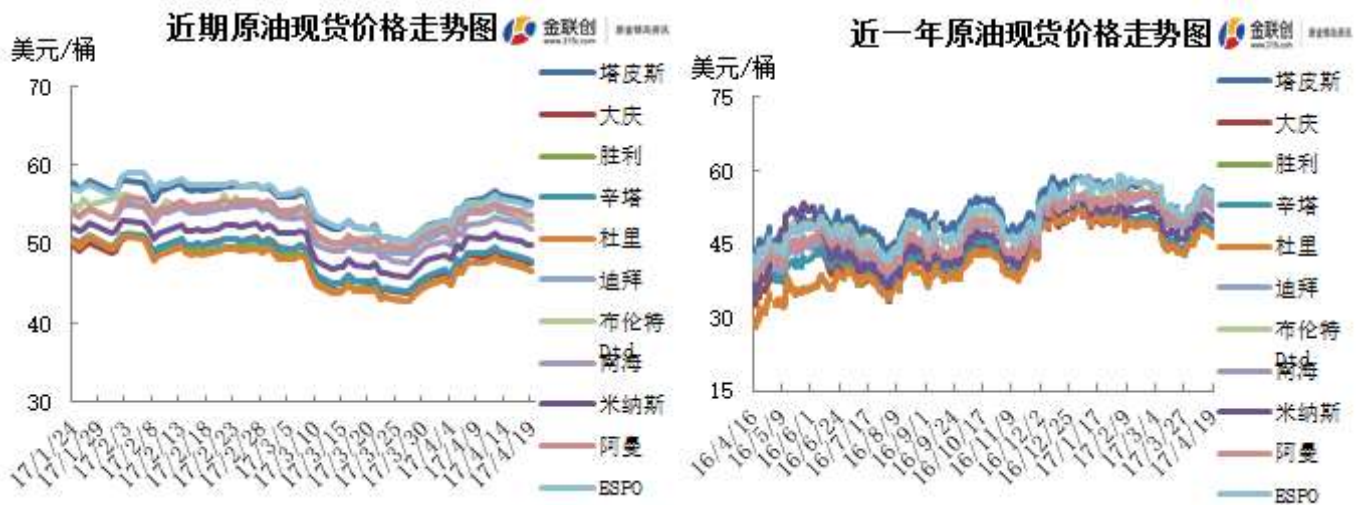 近期原油现货价格走势图
金联创
美元/桶
70
60
50
40
30
17/1/24
17/1/29
17/2/3
17/2/8
17/2/13
17/2/18
17/2/23
17/2/28
17/3/5
17/3/10
17/3/15
17/3/20
17/3/25
17/3/30
17/4/4
17/4/9
17/4/14
17/4/19
塔皮斯
大庆
胜利
辛塔
杜里
迪拜
布伦特
Dtd
南海
米纳斯
阿曼
ESPO
近一年原油现货价格走势图
金联创
美元/桶
75
60
45
30
15
16/4/16
16/5/9
16/6/1
16/6/24
16/7/17
16/8/9
16/9/1
16/9/24
16/10/17
16/11/9
16/12/2
16/12/25
17/1/17
17/2/9
17/3/4
17/3/27
17/4/19
塔皮斯
大庆
胜利
辛塔
杜里
迪拜
布伦特
Dtd
南海
米纳斯
阿曼
ESPO